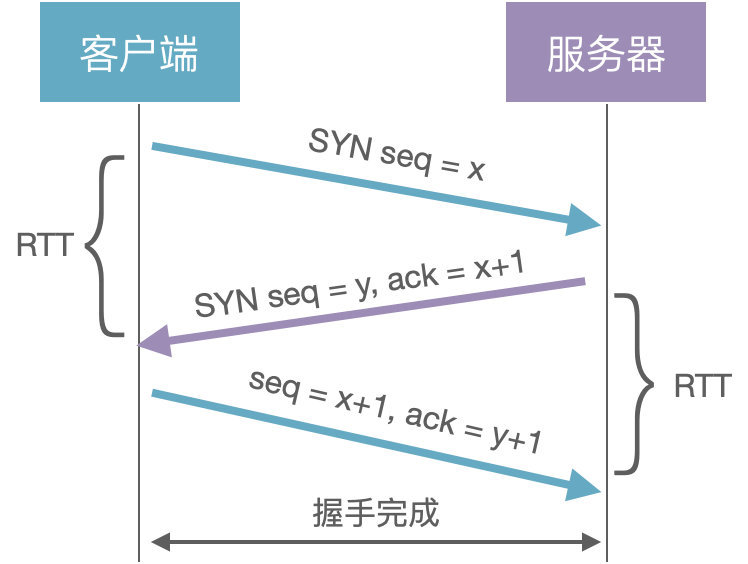 客户端
服务器
SYN seq = x
RTT
SYN seq = y, ack = x+1
RTT
seq = x+1, ack = y+1
握手完成